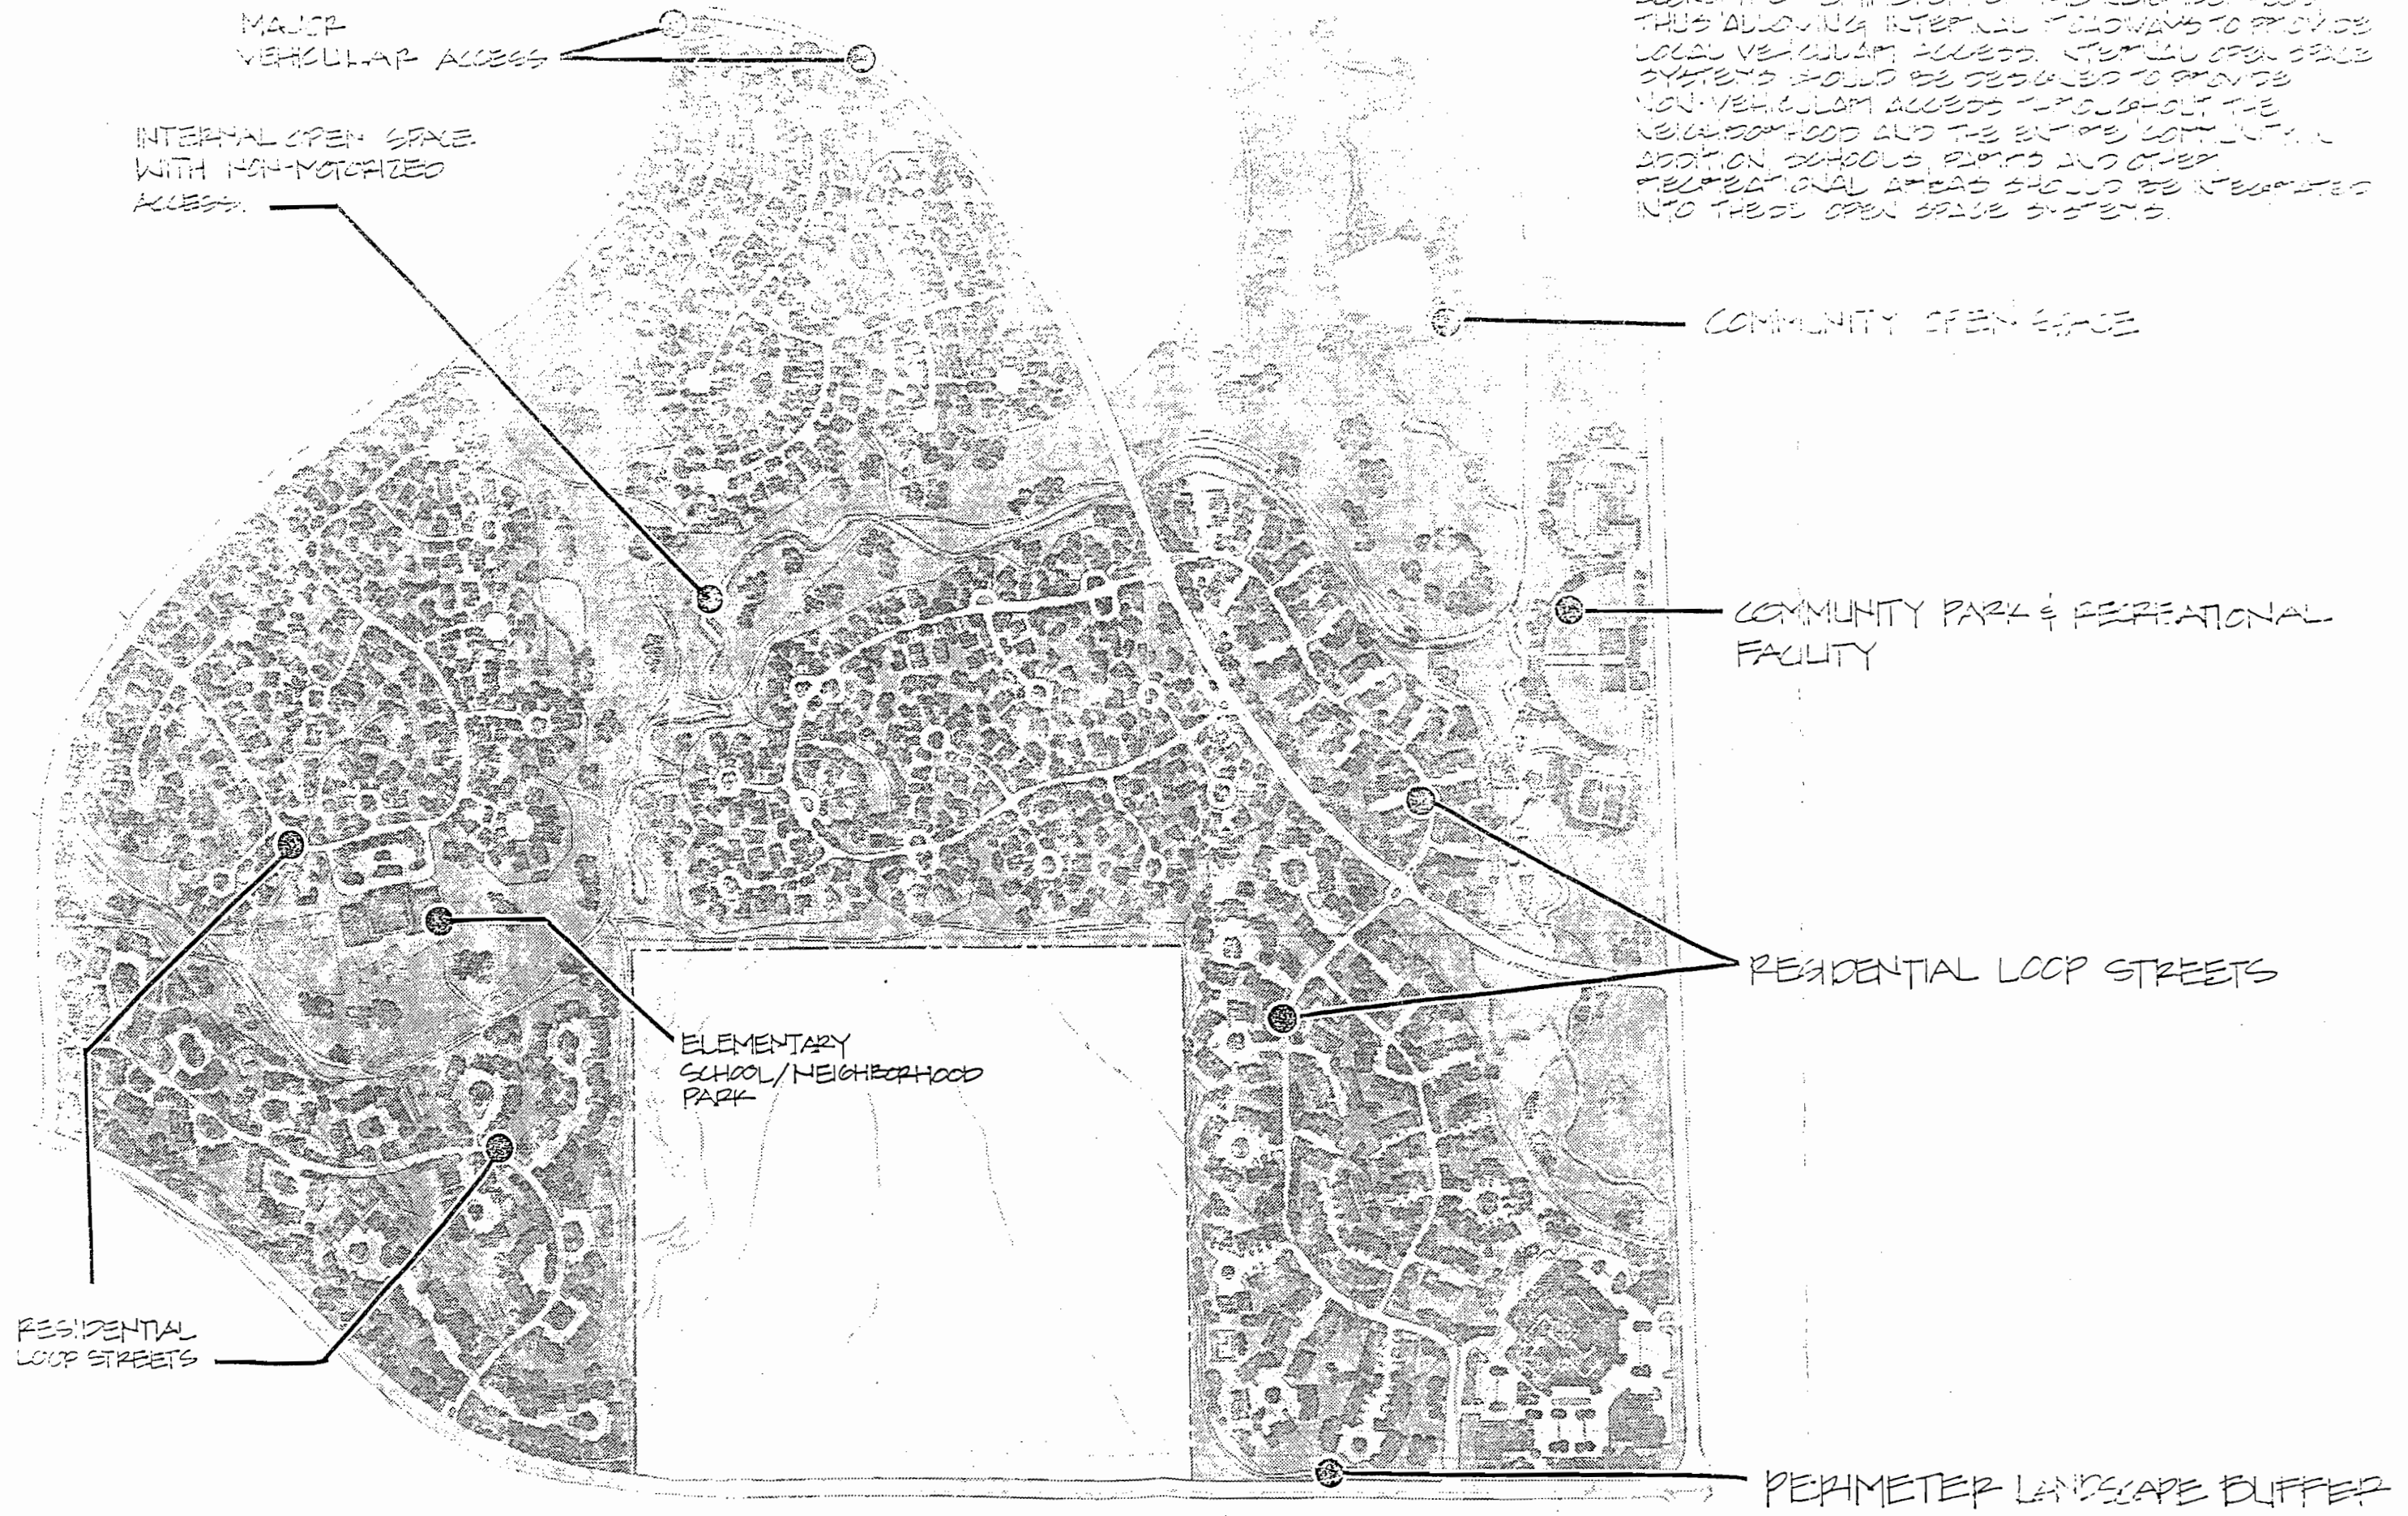 MAJOR
VEHICULAR ACCESS
THUS ALLOWING INTERNAL ROADWAYS TO PROVIDE
LOCAL VEHICULAR ACCESS. INTERNAL OPEN SPACE
SYSTEMS SHOULD BE DESIGNED TO PROVIDE
NON-VEHICULAR ACCESS THROUGHOUT THE
NEIGHBORHOOD AND THE ENTIRE COMMUNITY. IN
ADDITION, SCHOOLS, PARKS AND OTHER
RECREATIONAL AREAS SHOULD BE INTEGRATED
INTO THESE OPEN SPACE SYSTEMS.
INTERNAL OPEN SPACE
WITH NON-MOTORIZED
ACCESS.
COMMUNITY OPEN SPACE
COMMUNITY PARK & RECREATIONAL
FACILITY
RESIDENTIAL LOOP STREETS
ELEMENTARY
SCHOOL/NEIGHBORHOOD
PARK
RESIDENTIAL
LOOP STREETS
PERIMETER LANDSCAPE BUFFER